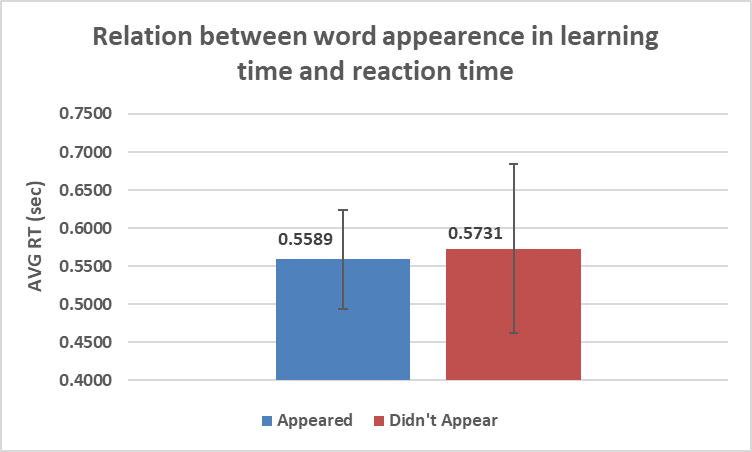 Relation between word appearence in learning
time and reaction time
0.7500
0.7000
0.6500
0.6000
0.5500
0.5000
0.4500
0.4000
AVG RT (sec)
0.5589
0.5731
Appeared
Didn't Appear